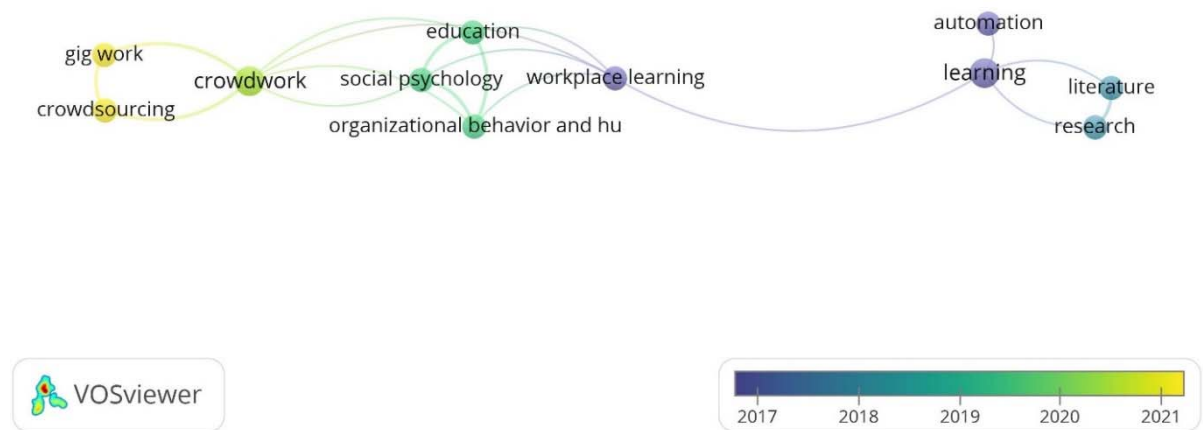 education
automation
gig work
crowdwork
social psychology
workplace learning
learning
crowdsourcing
literature
organizational behavior and hu
research
VOSviewer
2017 2018 2019 2020 2021